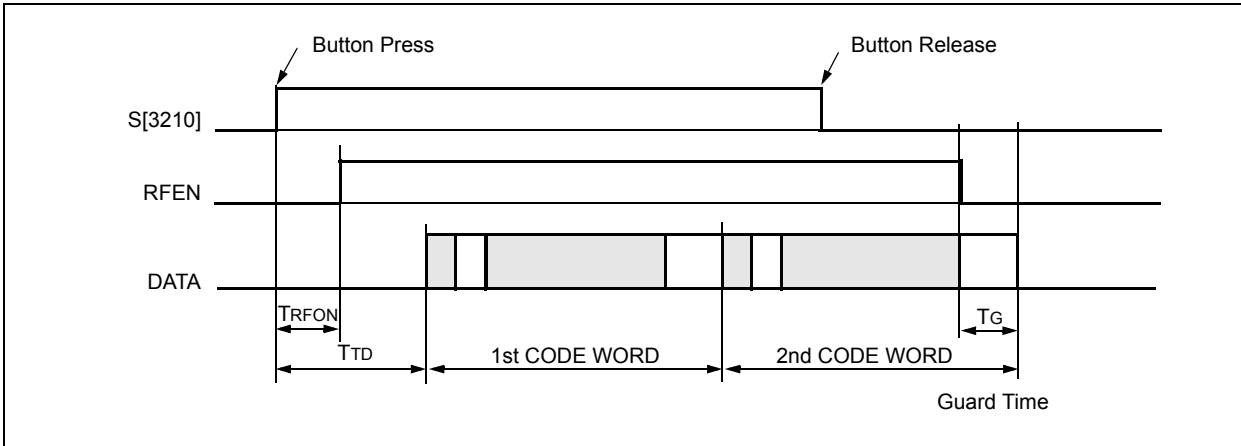 Button Press
Button Release
S[3210]
RFEN
DATA
TRFON
TG
TTD
1st CODE WORD
2nd CODE WORD
Guard Time